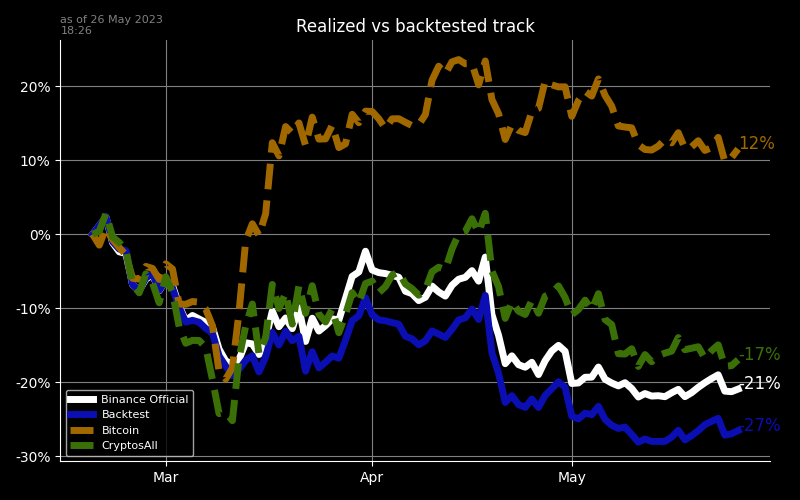 as of 26 May 2023
18:26
Realized vs backtested track
20%
10%
0%
-10%
-20%
-30%
12%
-17%
-21%
-27%
Binance Official
Backtest
Bitcoin
CryptosAll
Mar
Apr
May